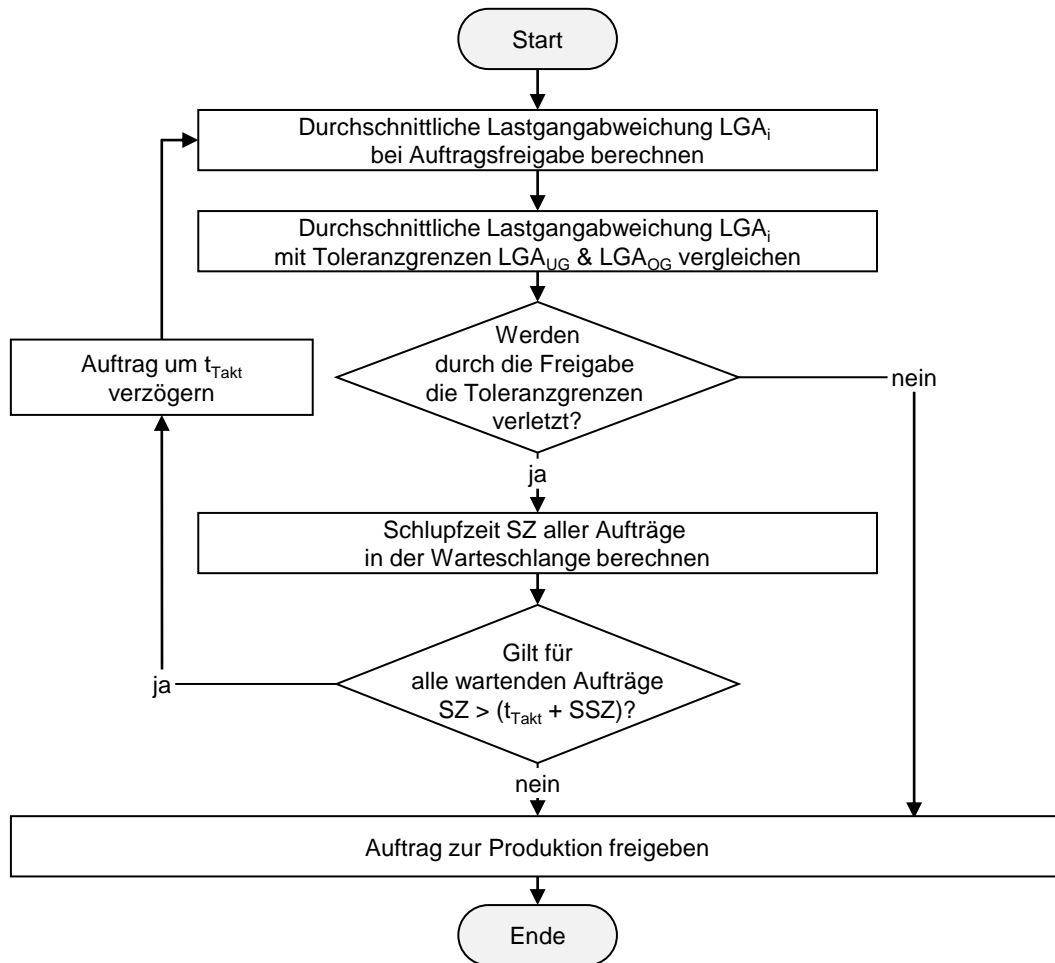 Start
Durchschnittliche Lastgangabweichung LGAi
bei Auftragsfreigabe berechnen
Durchschnittliche Lastgangabweichung LGAi
mit Toleranzgrenzen LGAUG & LGAOG vergleichen
Werden
durch die Freigabe
die Toleranzgrenzen
verletzt?
Auftrag um tTakt
verzögern
nein
ja
Schlupfzeit SZ aller Aufträge
in der Warteschlange berechnen
Gilt für
alle wartenden Aufträge
SZ > (tTakt + SSZ)?
ja
nein
Auftrag zur Produktion freigeben
Ende